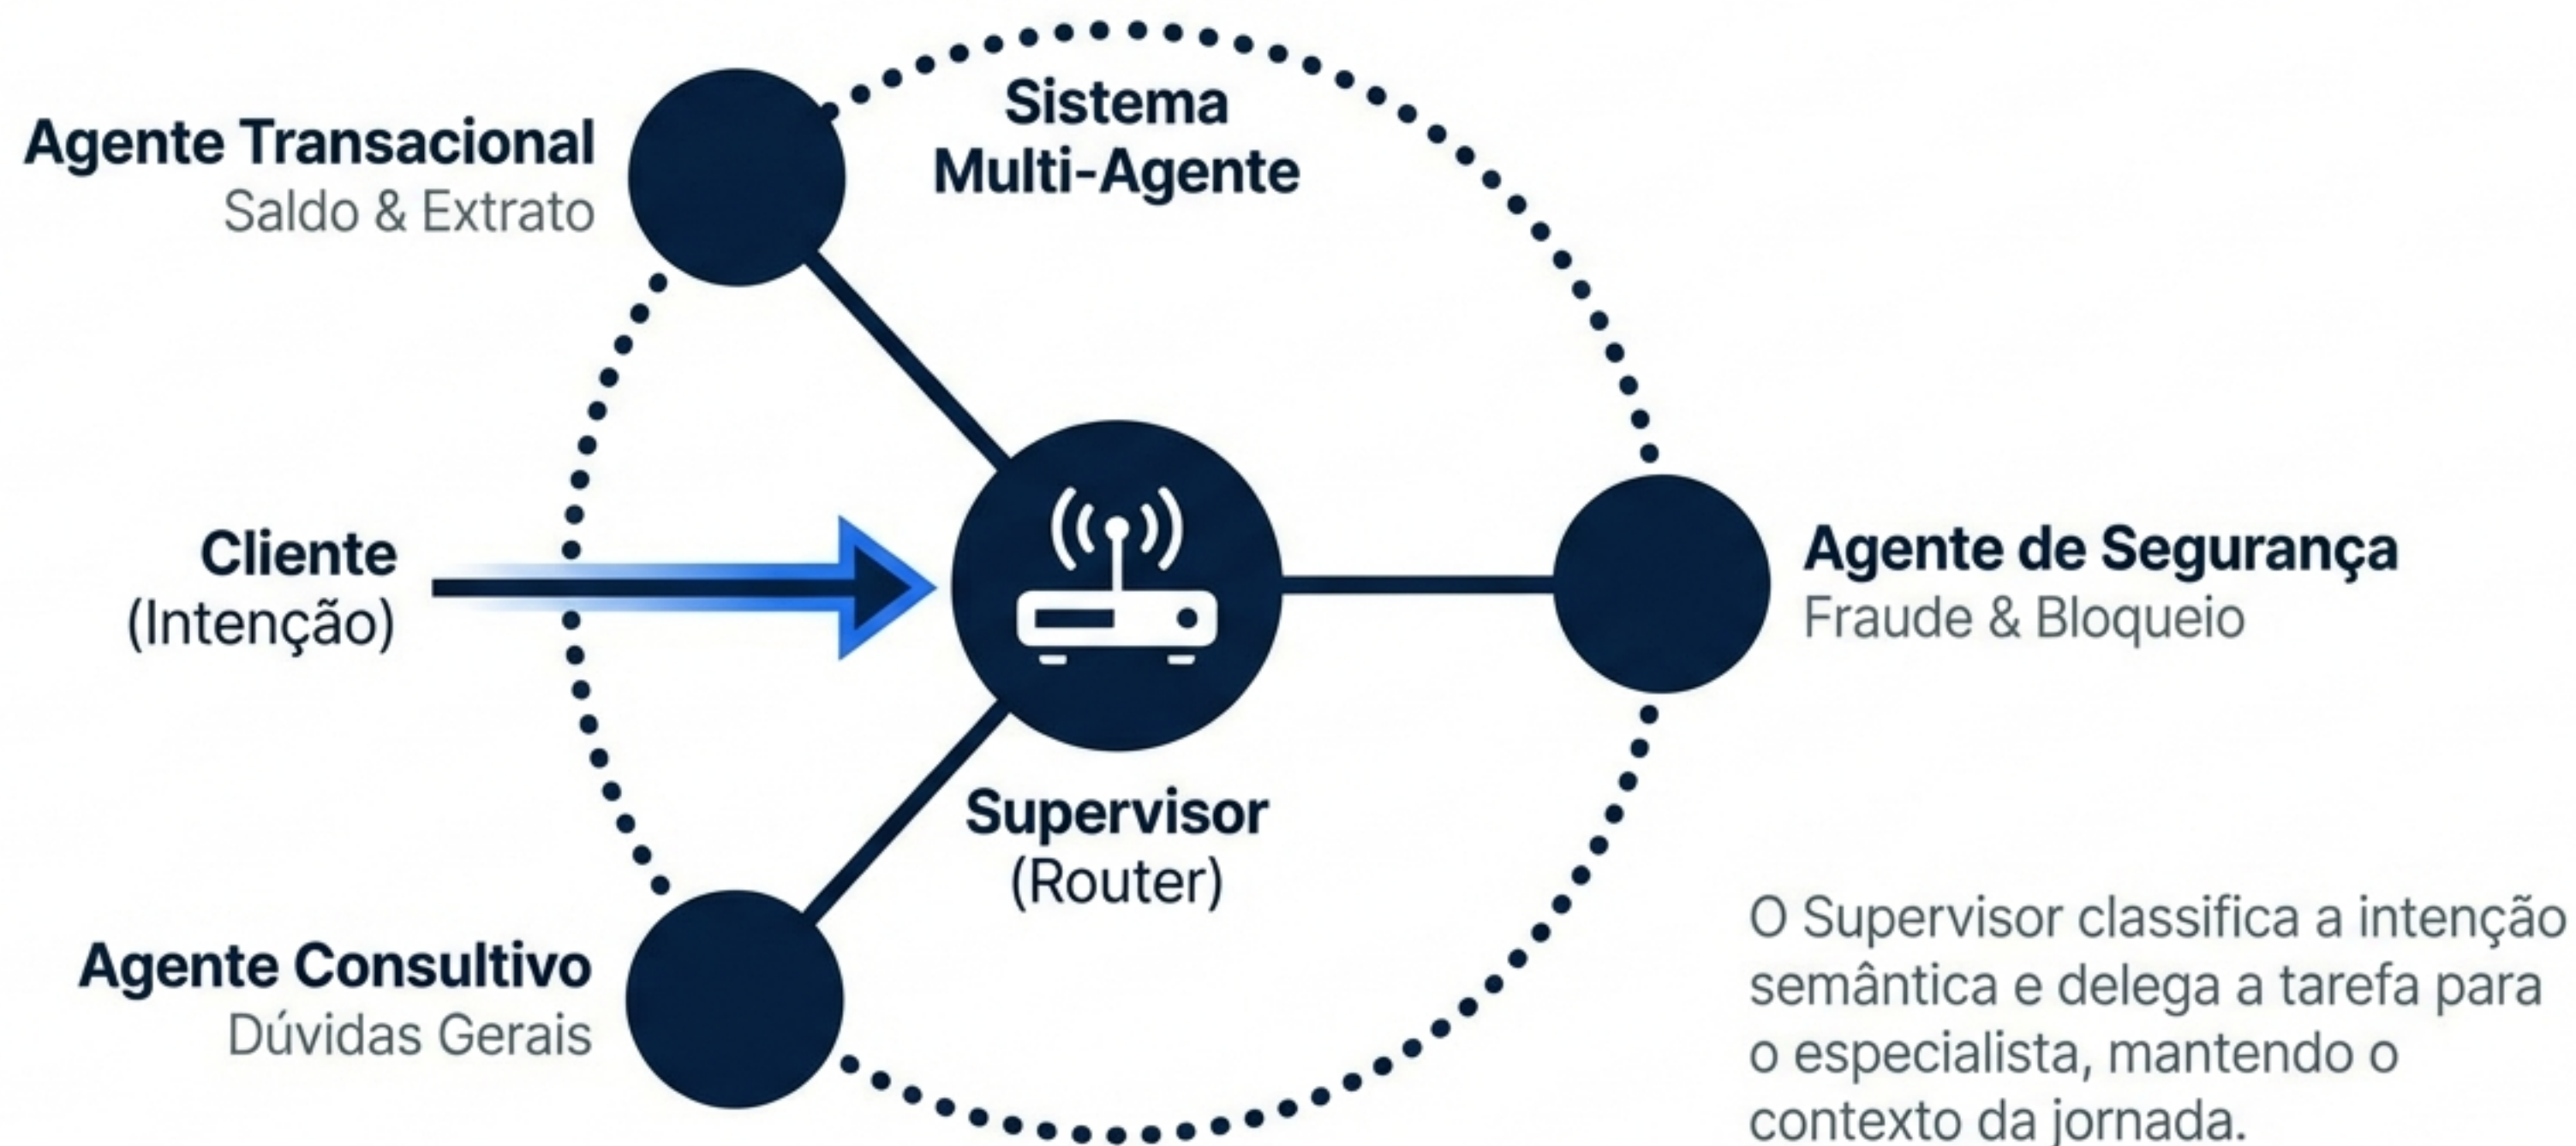 Sistema
Multi-Agente
Agente Transacional
Saldo & Extrato
Cliente
(Intenção)
Agente de Segurança
Fraude & Bloqueio
Supervisor
(Router)
Agente Consultivo
Dúvidas Gerais
O Supervisor classifica a intenção
semântica e delega a tarefa para
o especialista, mantendo o
contexto da jornada.